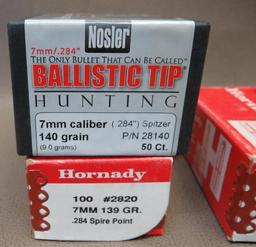 Nosler
7mm/.284"
THE ONLY BULLET THAT CAN BE CALLED™
BALLISTIC TIP®
HUNTING
7mm caliber (.284") Spitzer
140 grain P/N 28140
(9.0 grams) 50 Ct.
Hornady
100 #2820
7MM 139 GR.
.284 Spire Point